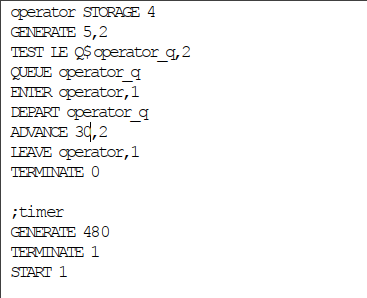 operator STORAGE 4
GENERATE 5,2
TEST LE Q$operator_q,2
QUEUE operator_q
ENTER operator,1
DEPART operator_q
ADVANCE 30,2
LEAVE operator,1
TERMINATE 0
;timer
GENERATE 480
TERMINATE 1
START 1